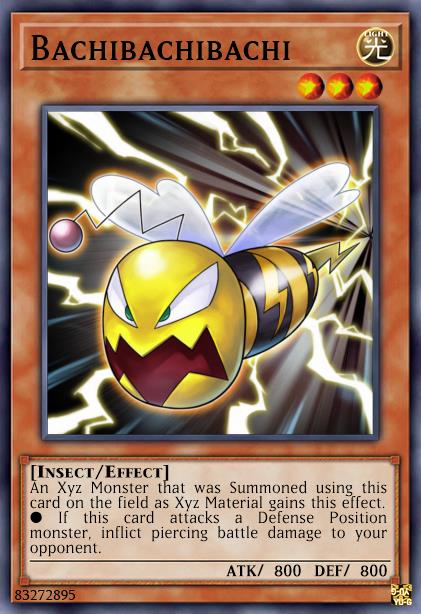 BACHIBACHIBACHI
LIGHT
光
[INSECT/EFFECT]
An Xyz Monster that was Summoned using this
card on the field as Xyz Material gains this effect.
● If this card attacks a Defense Position
monster, inflict piercing battle damage to your
opponent.
ATK/ 800 DEF/ 800
83272895